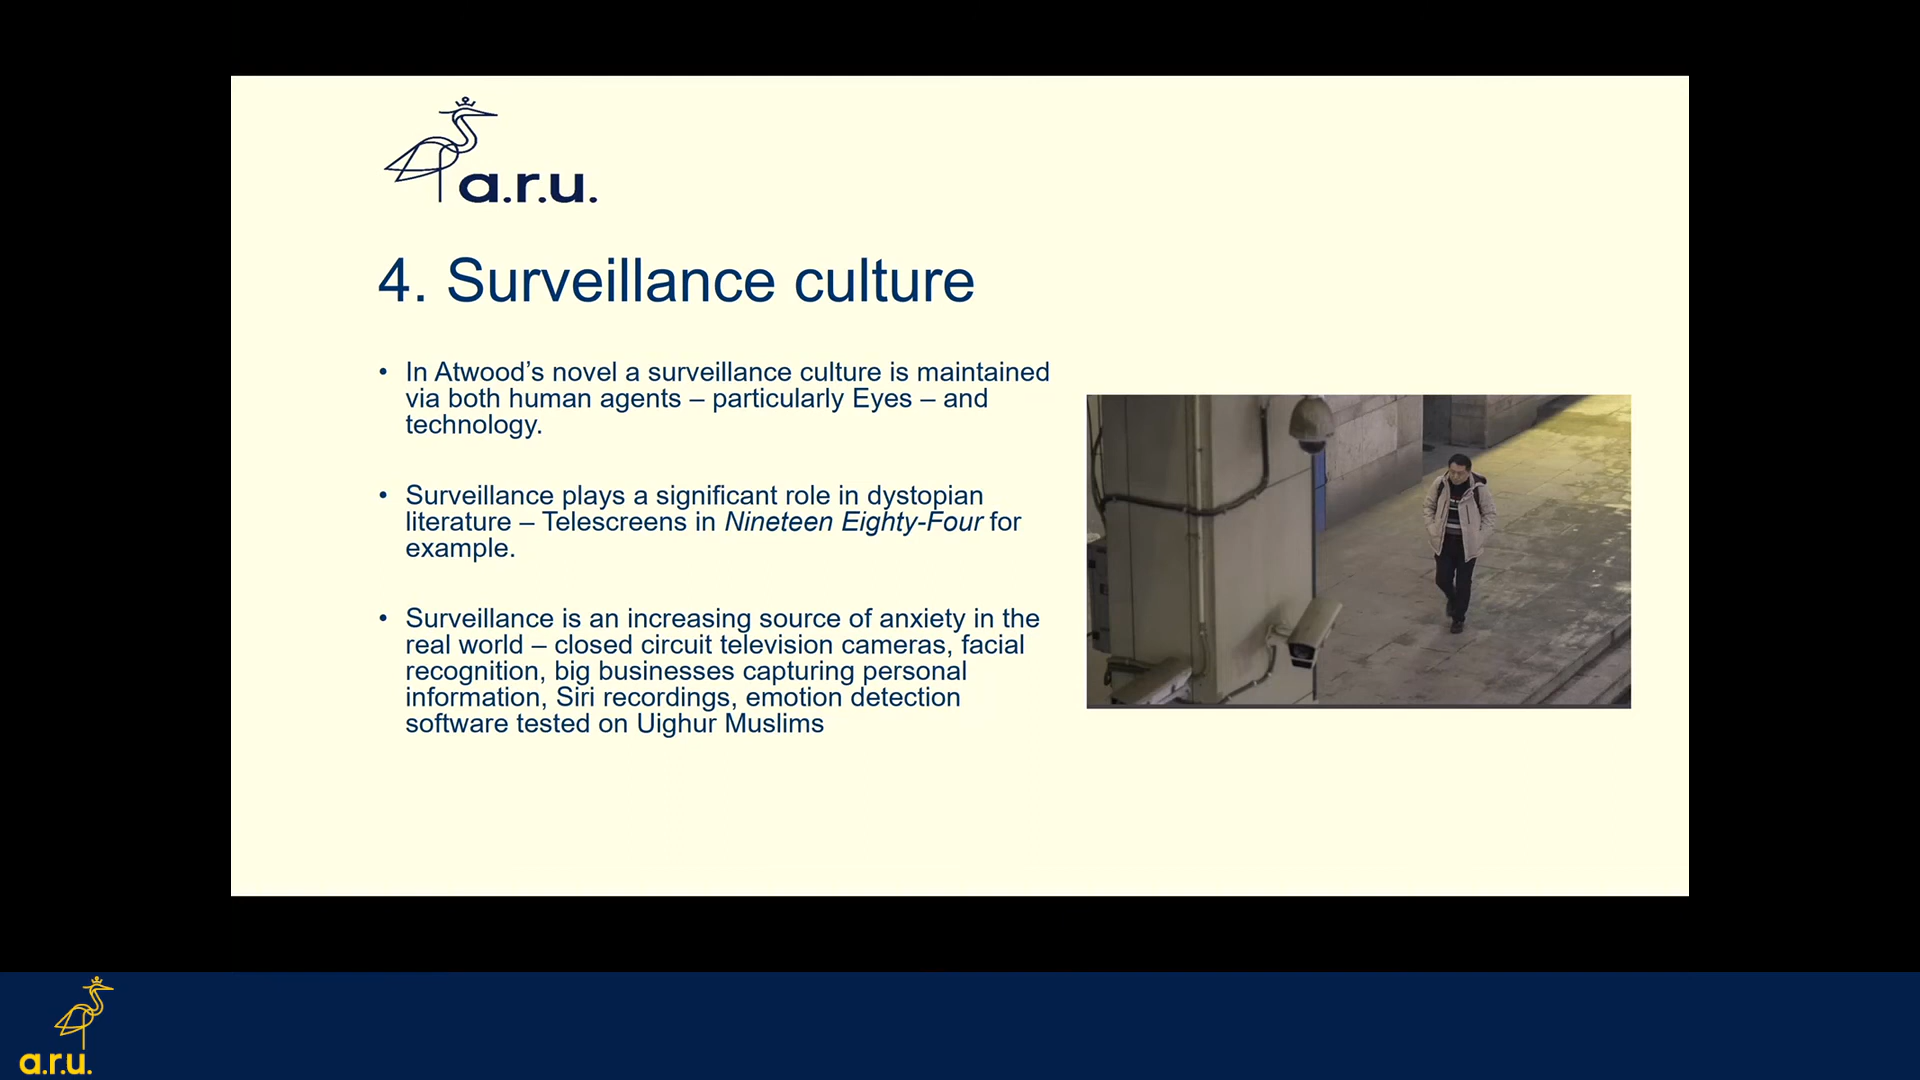 a.r.u.
4. Surveillance culture
• In Atwood’s novel a surveillance culture is maintained
via both human agents – particularly Eyes – and
technology.
• Surveillance plays a significant role in dystopian
literature – Telescreens in Nineteen Eighty-Four for
example.
• Surveillance is an increasing source of anxiety in the
real world – closed circuit television cameras, facial
recognition, big businesses capturing personal
information, Siri recordings, emotion detection
software tested on Uighur Muslims
a.r.u.